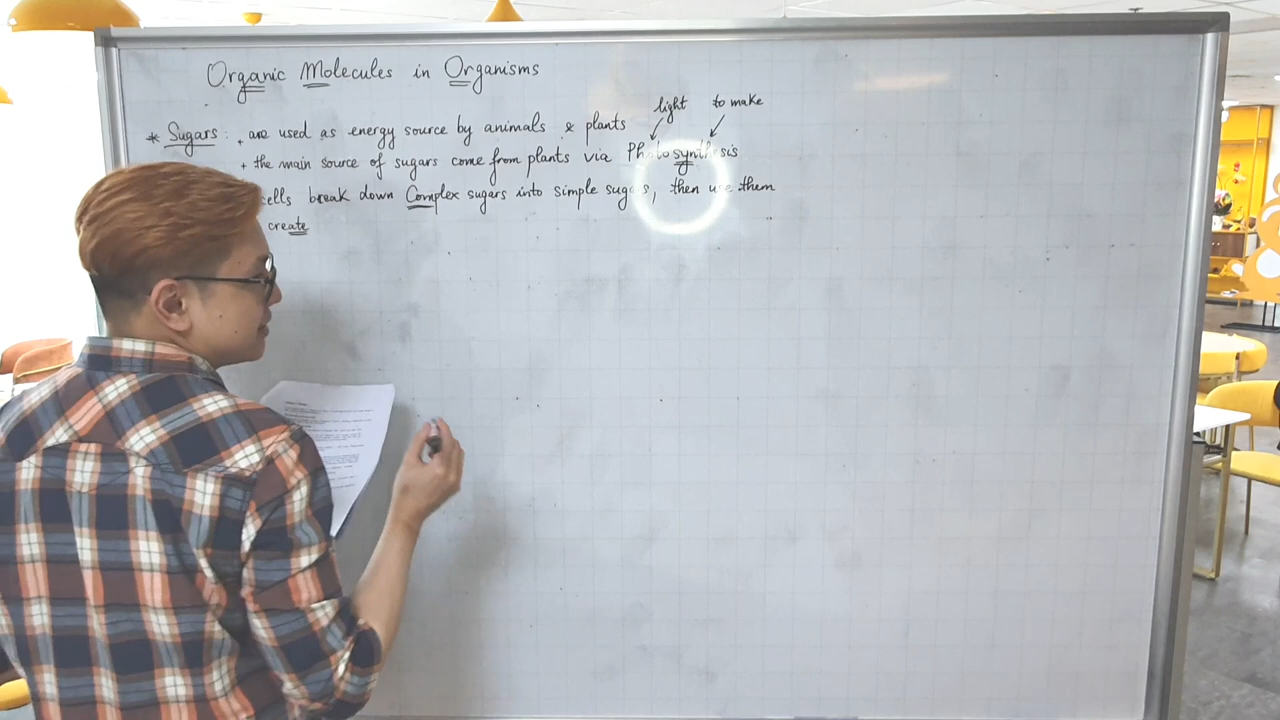 Organic Molecules in Organisms
light to make
* Sugars : + are used as energy source by animals & plants
+ the main source of sugars come from plants via Photosynthesis
cells break down Complex sugars into simple sugars, then use them
create